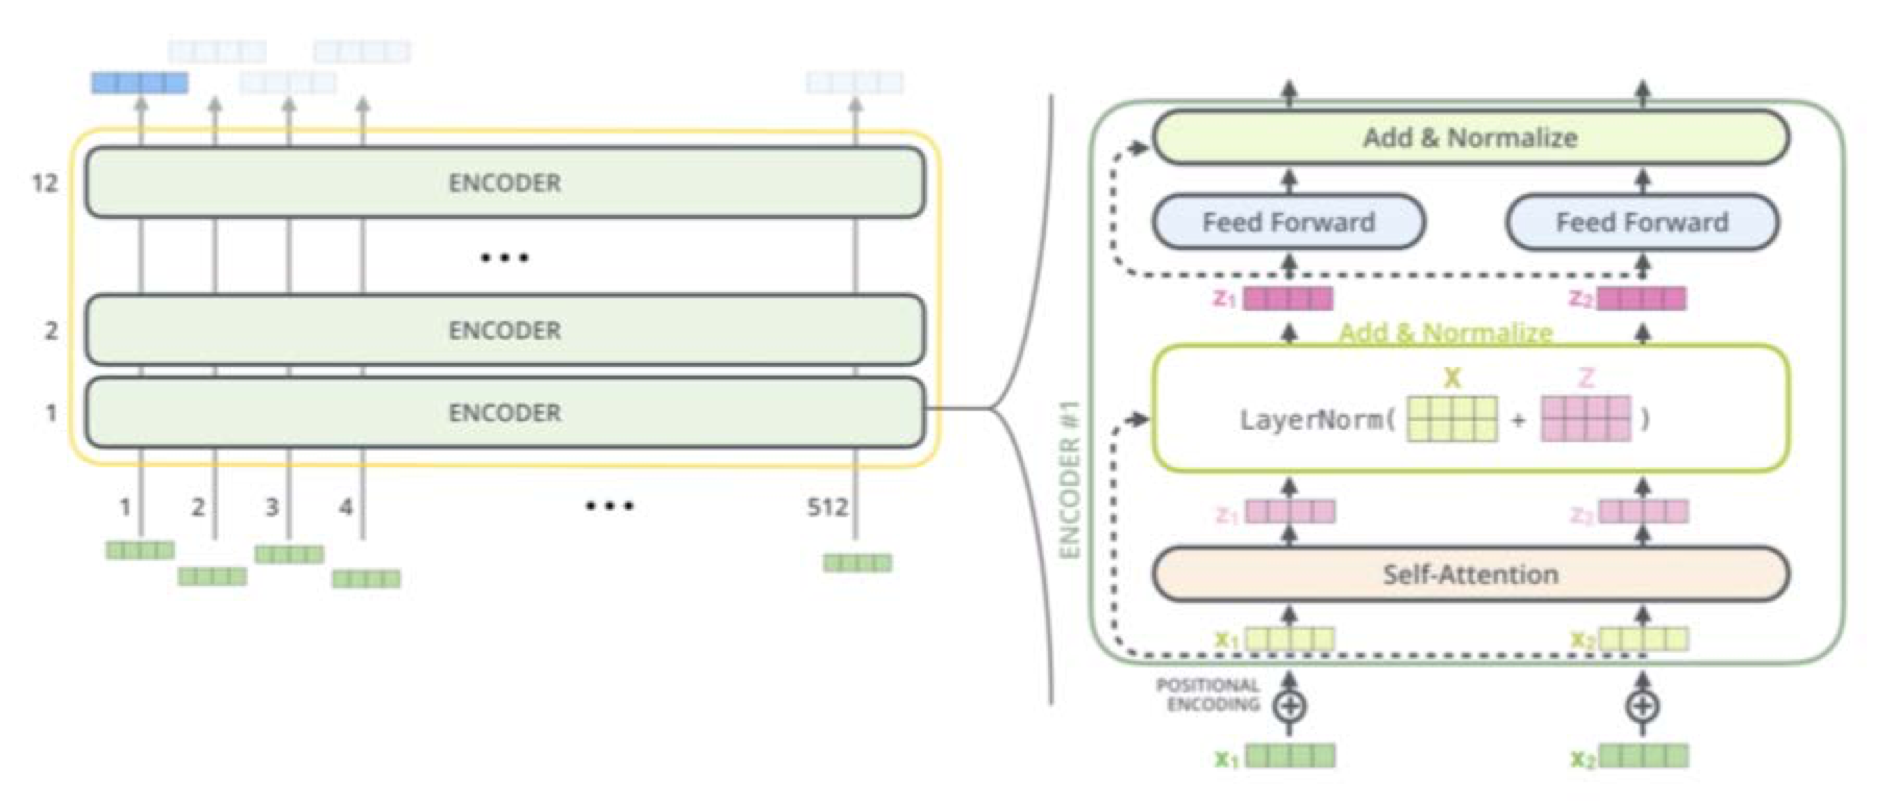 12
ENCODER
...
2
ENCODER
1
ENCODER
1
2
3
4
...
512
ENCODER #1
Add & Normalize
Feed Forward
Feed Forward
z1
z2
Add & Normalize
X
Z
LayerNorm( + )
z1
z2
Self-Attention
x1
x2
POSITIONAL
ENCODING
x1
x2